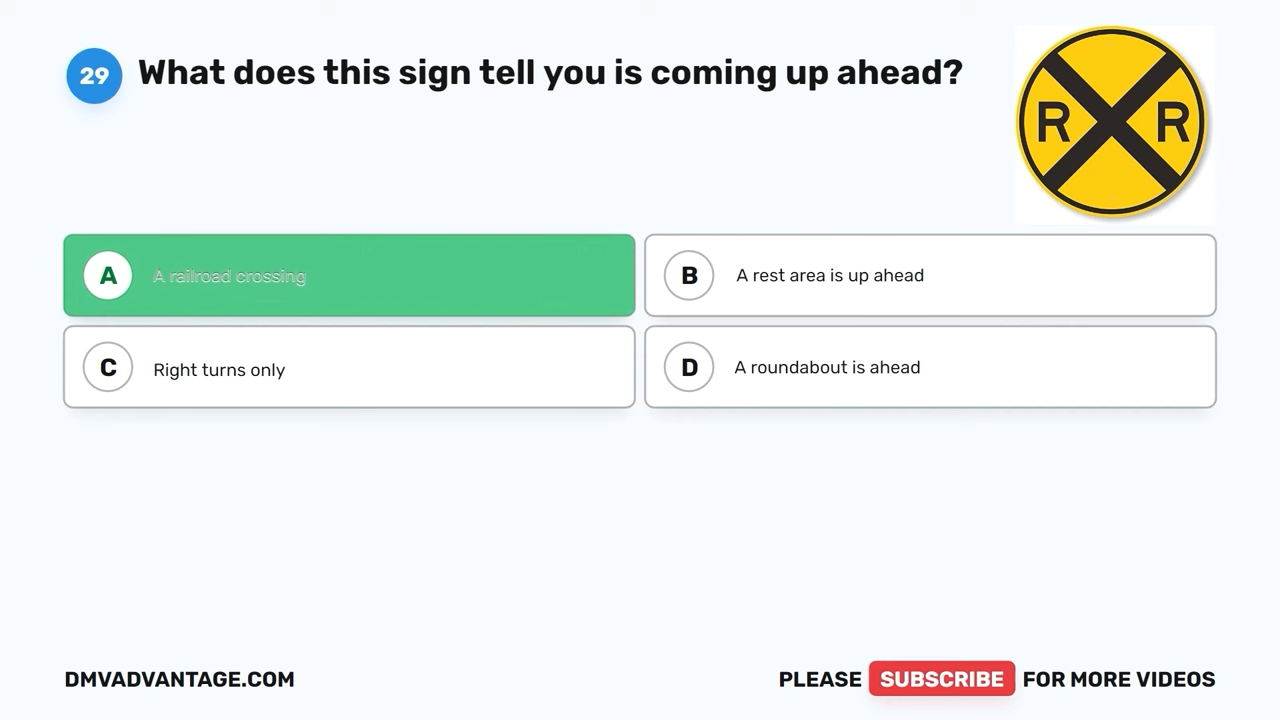 29 What does this sign tell you is coming up ahead?
R R
A A railroad crossing
B A rest area is up ahead
C Right turns only
D A roundabout is ahead
DMVADVANTAGE.COM
PLEASE SUBSCRIBE FOR MORE VIDEOS